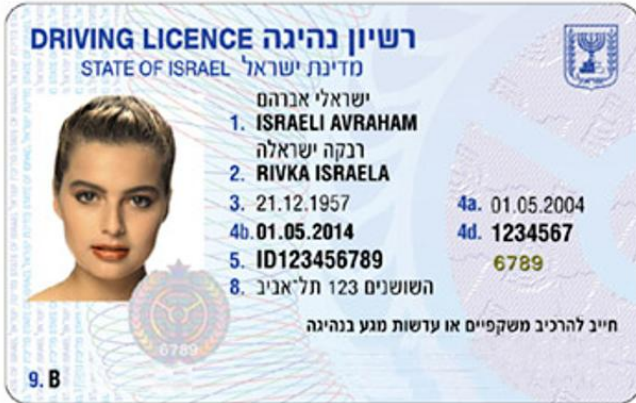 DRIVING LICENCE רשיון נהיגה
STATE OF ISRAEL מדינת ישראל
ישראלי אברהם
1. ISRAELI AVRAHAM
רבקה ישראלה
2. RIVKA ISRAELA
3. 21.12.1957 4a. 01.05.2004
4b. 01.05.2014 4d. 1234567
5. ID123456789 6789
8. השושנים 123 תל־אביב
חייב להרכיב משקפיים או עדשות מגע בנהיגה
6789
9. B